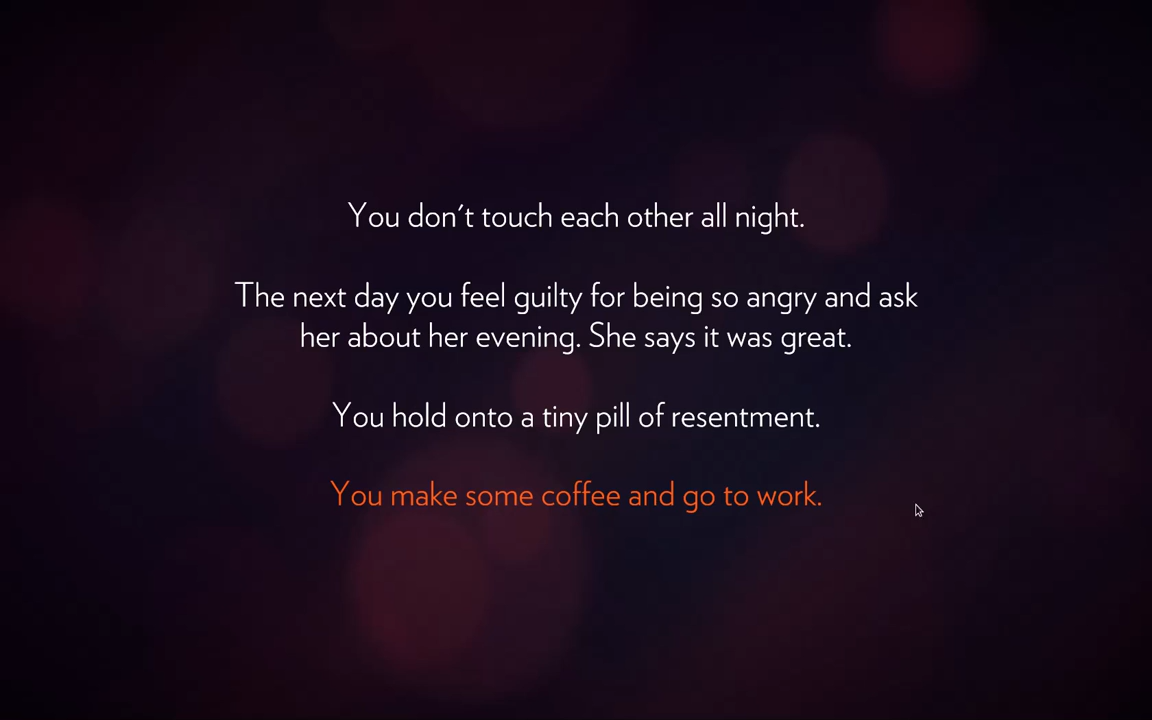 You don't touch each other all night.
The next day you feel guilty for being so angry and ask
her about her evening. She says it was great.
You hold onto a tiny pill of resentment.
You make some coffee and go to work.